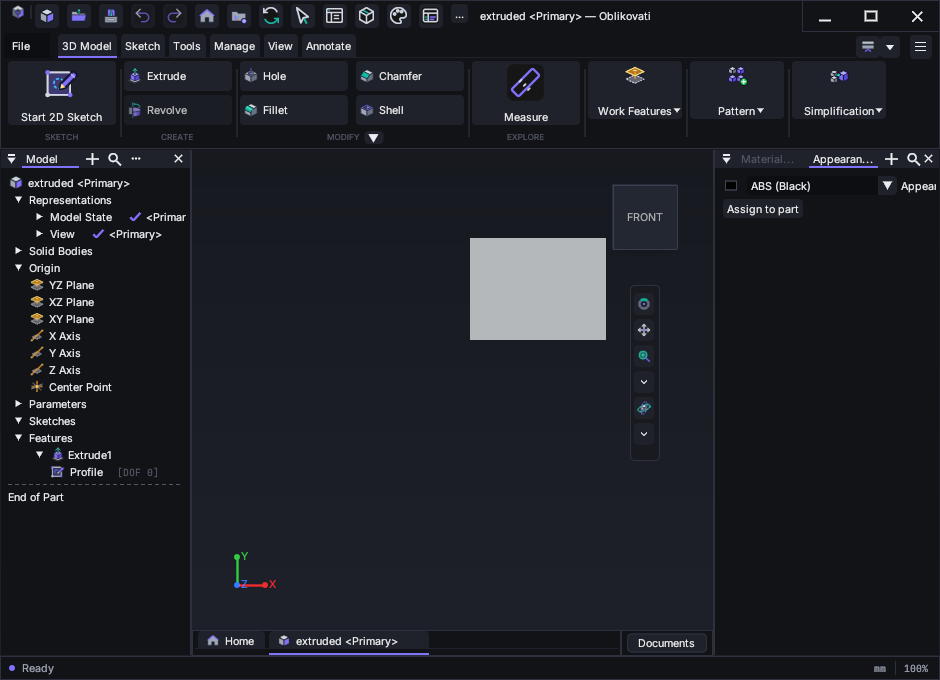 extruded <Primary> — Oblikovati
File
3D Model
Sketch
Tools
Manage
View
Annotate
Start 2D Sketch
SKETCH
Extrude
Revolve
CREATE
Hole
Fillet
Chamfer
Shell
MODIFY
Measure
EXPLORE
Work Features
Pattern
Simplification
Model
extruded <Primary>
Representations
Model State <Primar
View <Primary>
Solid Bodies
Origin
YZ Plane
XZ Plane
XY Plane
X Axis
Y Axis
Z Axis
Center Point
Parameters
Sketches
Features
Extrude1
Profile [DOF 0]
End of Part
FRONT
Y
Z
X
Home
extruded <Primary>
Documents
Material...
Appearan...
ABS (Black)
Appear
Assign to part
Ready
mm
100%